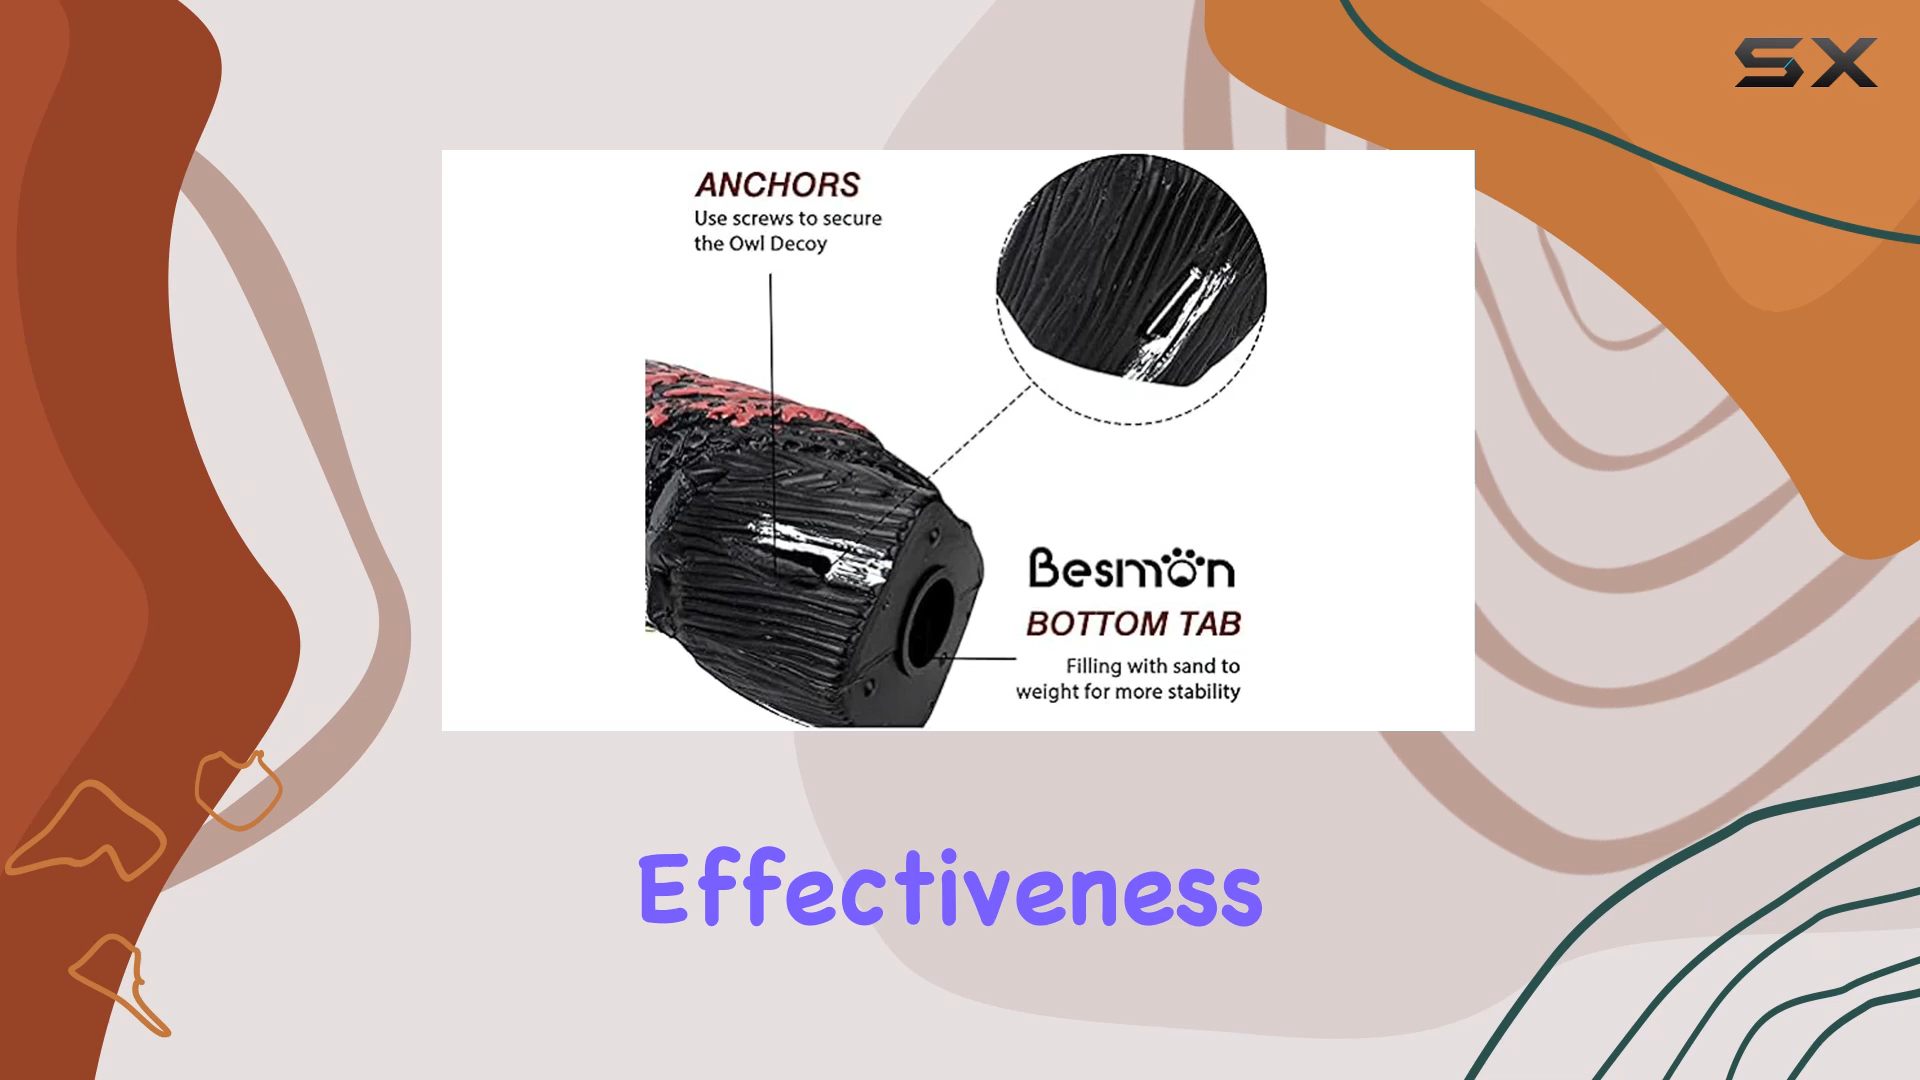 SX
ANCHORS
Use screws to secure
the Owl Decoy
Besmon
BOTTOM TAB
Filling with sand to
weight for more stability
Effectiveness